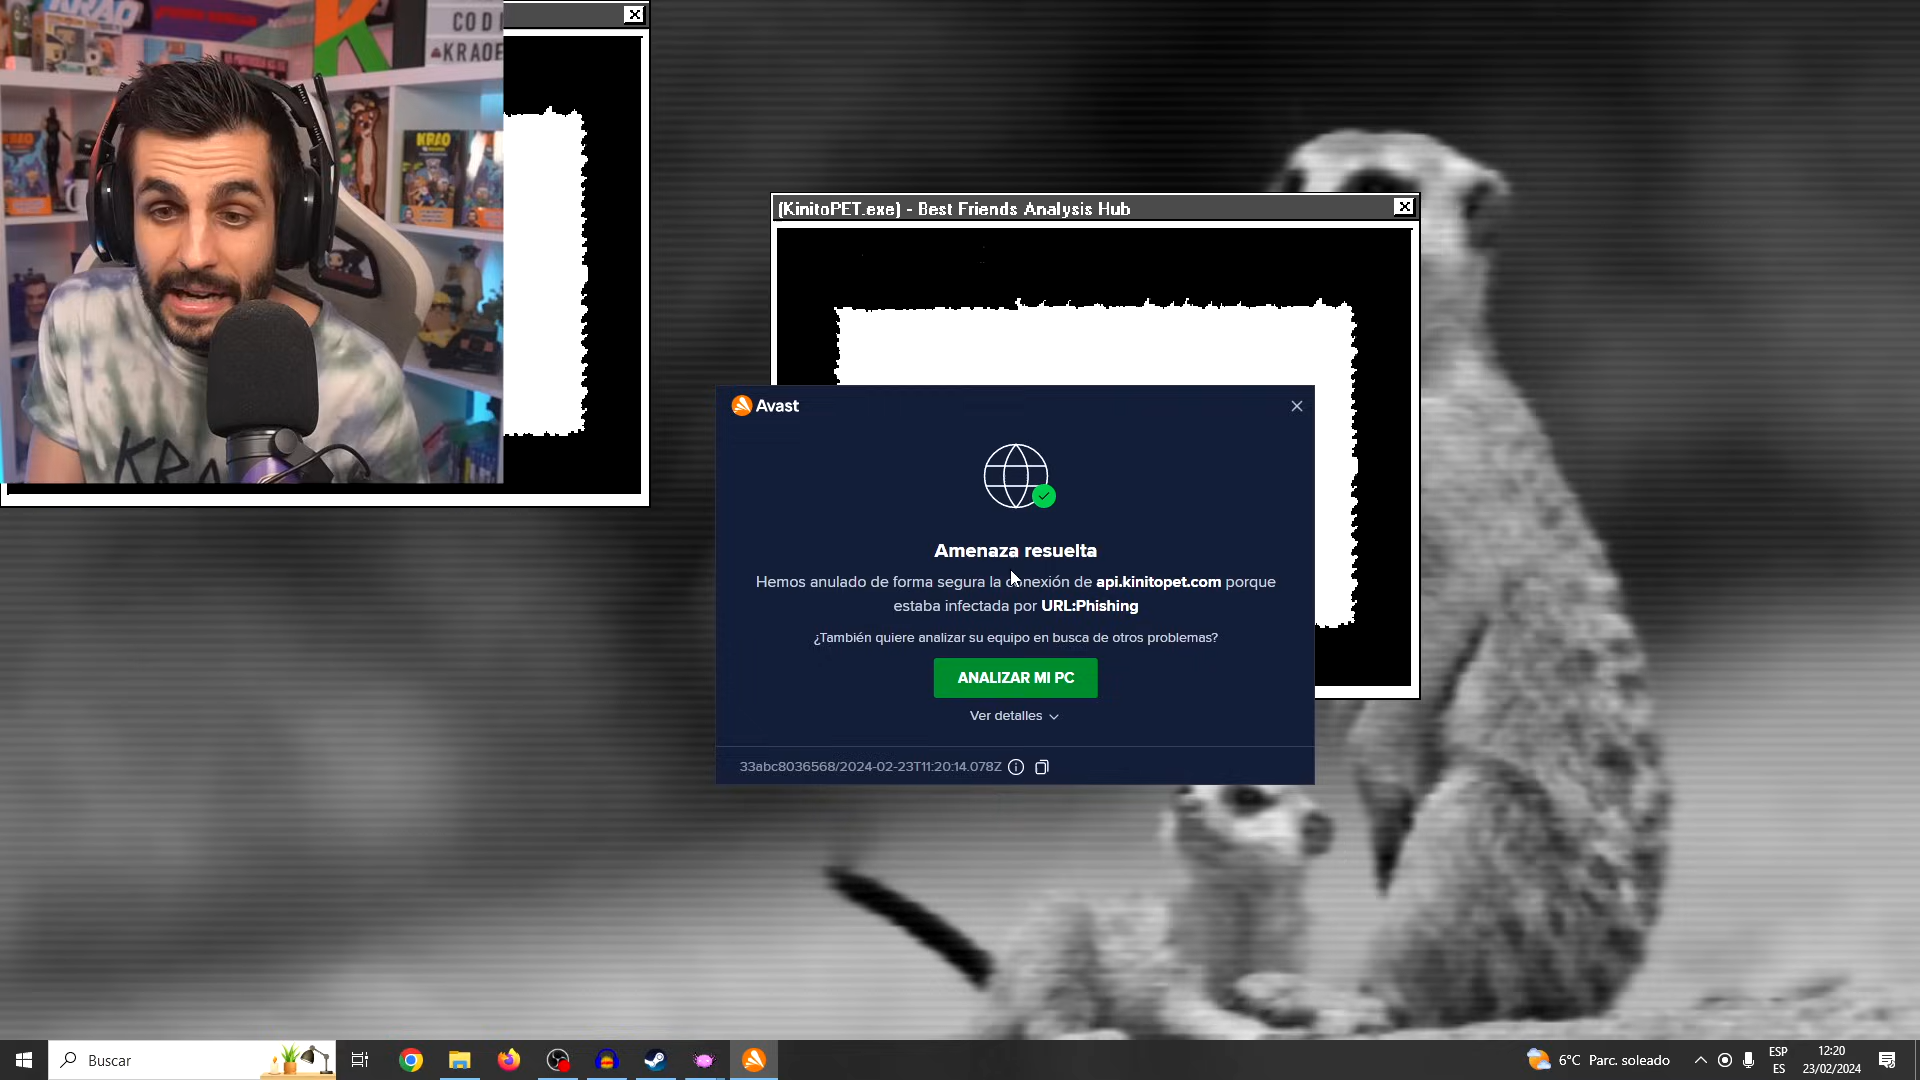 KRAO
COD
KRAOE
KRAO
KRA
(KinitoPET.exe) - Best Friends Analysis Hub
Avast
Amenaza resuelta
Hemos anulado de forma segura la conexión de api.kinitopet.com porque
estaba infectada por URL:Phishing
¿También quiere analizar su equipo en busca de otros problemas?
ANALIZAR MI PC
Ver detalles
33abc8036568/2024-02-23T11:20:14.078Z
Buscar
6°C Parc. soleado
ESP
ES
12:20
23/02/2024